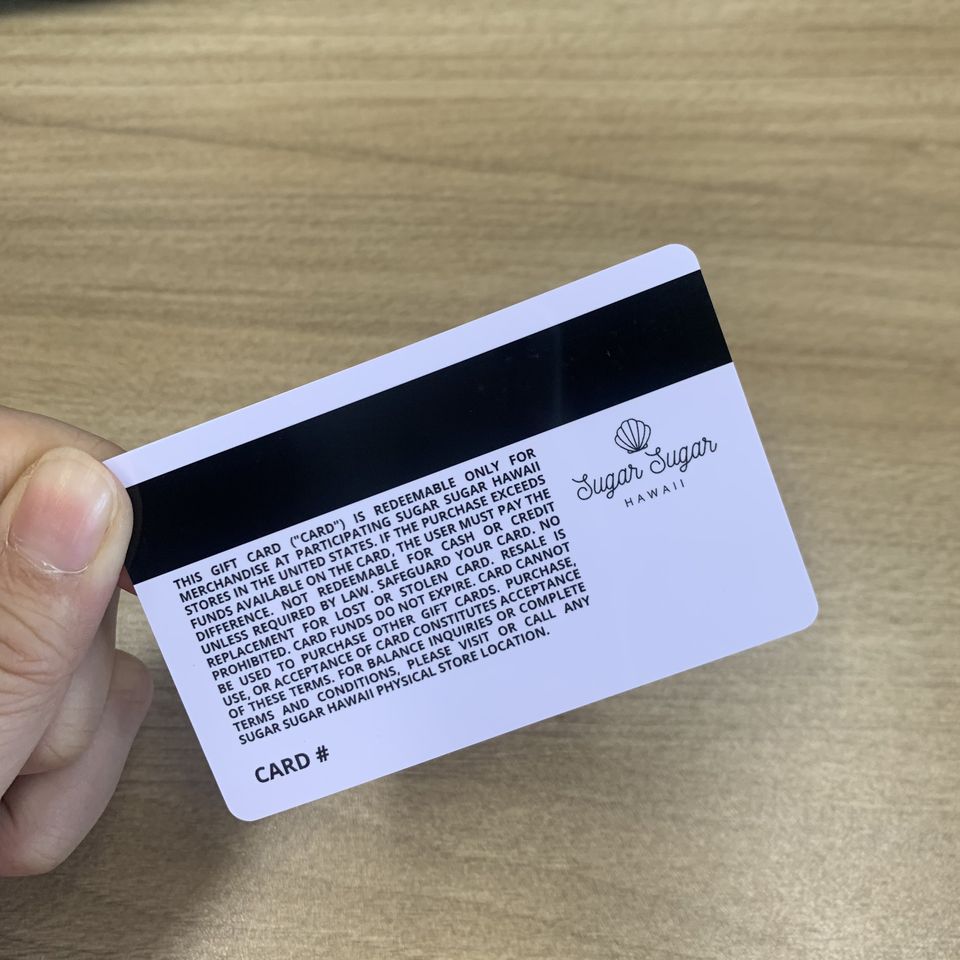 Sugar Sugar
HAWAII
THIS GIFT CARD ("CARD") IS REDEEMABLE ONLY FOR
MERCHANDISE AT PARTICIPATING SUGAR SUGAR HAWAII
STORES IN THE UNITED STATES. IF THE PURCHASE EXCEEDS
FUNDS AVAILABLE ON THE CARD, THE USER MUST PAY THE
DIFFERENCE. NOT REDEEMABLE FOR CASH OR CREDIT
UNLESS REQUIRED BY LAW. SAFEGUARD YOUR CARD. NO
REPLACEMENT FOR LOST OR STOLEN CARD. RESALE IS
PROHIBITED. CARD FUNDS DO NOT EXPIRE. CARD CANNOT
BE USED TO PURCHASE OTHER GIFT CARDS. PURCHASE,
USE, OR ACCEPTANCE OF CARD CONSTITUTES ACCEPTANCE
OF THESE TERMS. FOR BALANCE INQUIRIES OR COMPLETE
TERMS AND CONDITIONS, PLEASE VISIT OR CALL ANY
SUGAR SUGAR HAWAII PHYSICAL STORE LOCATION.
CARD #